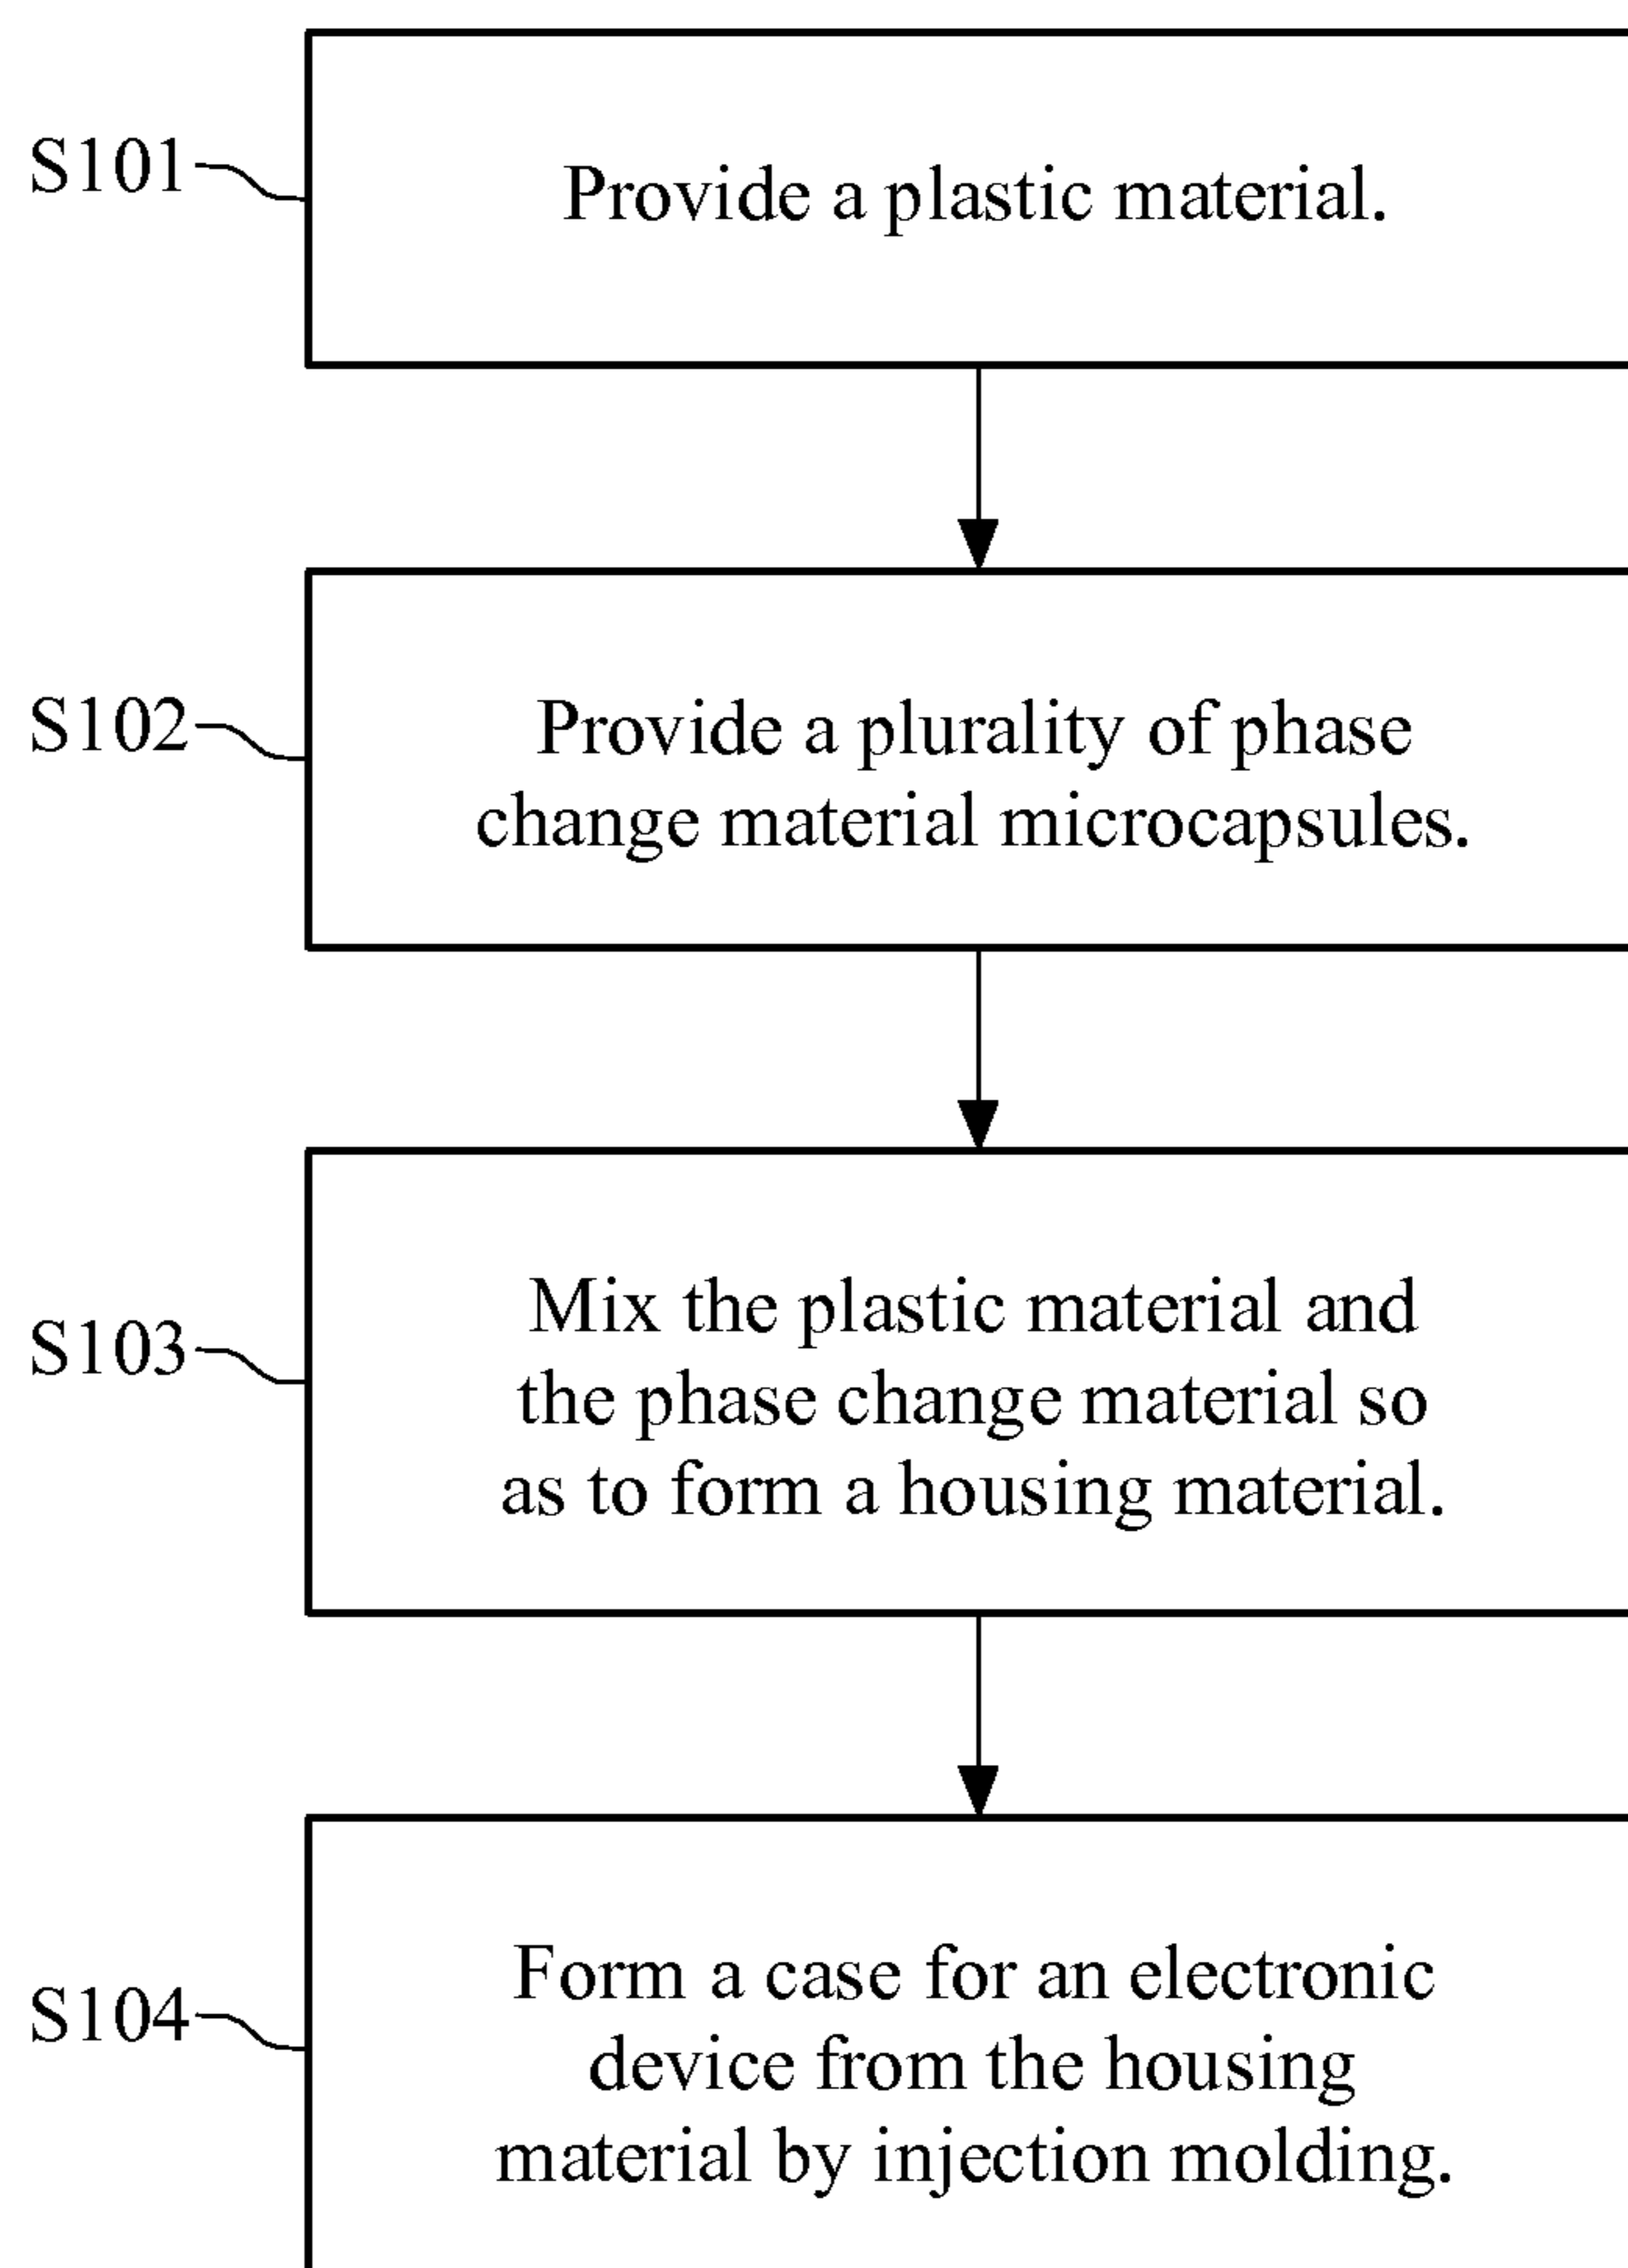 S101
Provide a plastic material.
S102
Provide a plurality of phase
change material microcapsules.
S103
Mix the plastic material and
the phase change material so
as to form a housing material.
S104
Form a case for an electronic
device from the housing
material by injection molding.